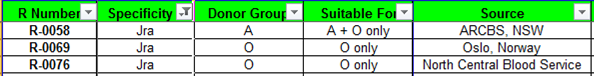 R Number Specificity Donor Group Suitable For Source
R-0058 Jra A A + O only ARCBS, NSW
R-0069 Jra O O only Oslo, Norway
R-0076 Jra O O only North Central Blood Service